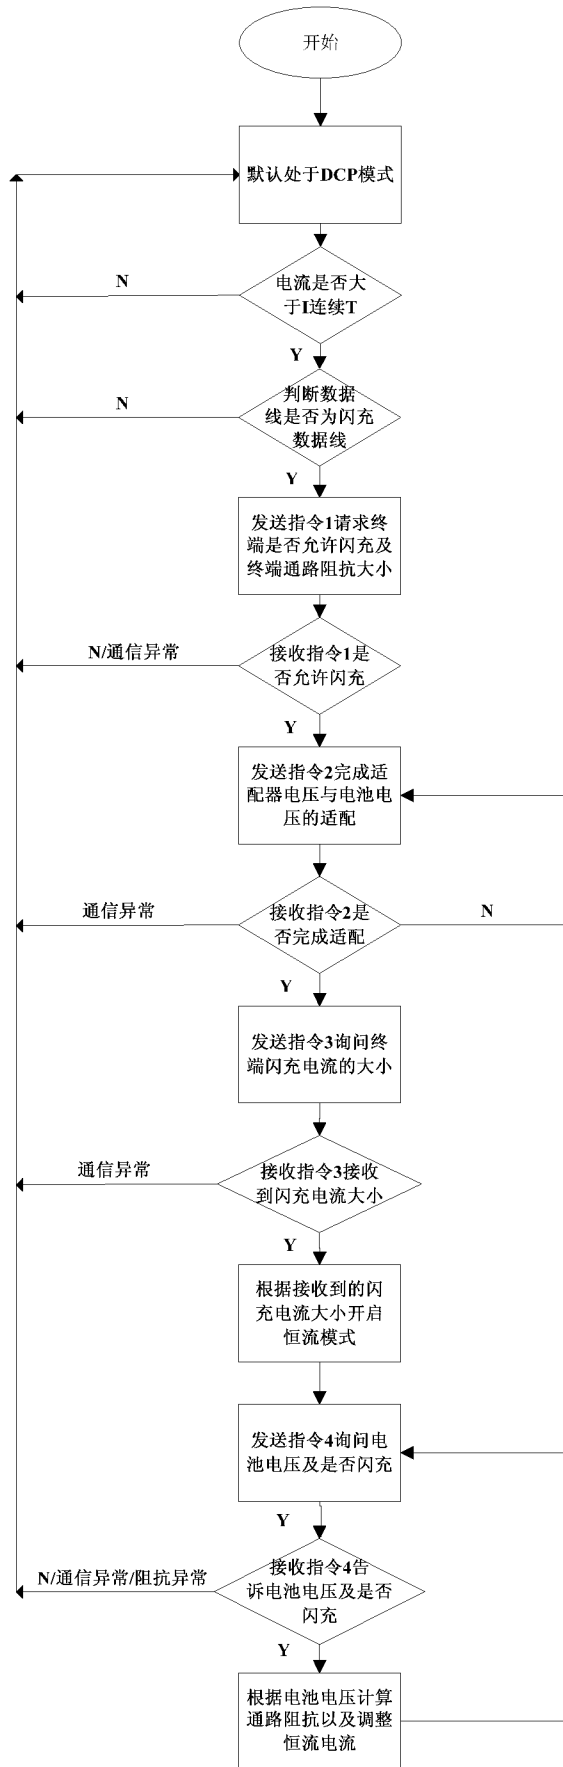 开始
默认处于DCP模式
N
电流是否大
于I连续T
Y
N
判断数据
线是否为闪充
数据线
Y
发送指令1请求终
端是否允许闪充及
终端通路阻抗大小
N/通信异常
接收指令1是
否允许闪充
Y
发送指令2完成适
配器电压与电池电
压的适配
通信异常
接收指令2是
否完成适配
N
Y
发送指令3询问终
端闪充电流的大小
通信异常
接收指令3接收
到闪充电流大小
Y
根据接收到的闪
充电流大小开启
恒流模式
发送指令4询问电
池电压及是否闪充
Y
N/通信异常/阻抗异常
接收指令4告
诉电池电压及是否
闪充
Y
根据电池电压计算
通路阻抗以及调整
恒流电流